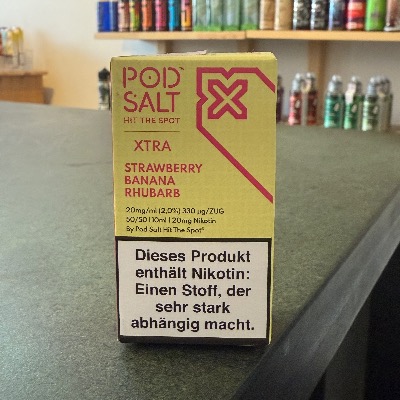 POD
SALT
HIT THE SPOT
XTRA
STRAWBERRY
BANANA
RHUBARB
20mg/ml (2,0%) 330 µg/ZUG
50/50 | 10ml | 20mg Nikotin
By Pod Salt Hit The Spot®
Dieses Produkt
enthält Nikotin:
Einen Stoff, der
sehr stark
abhängig macht.